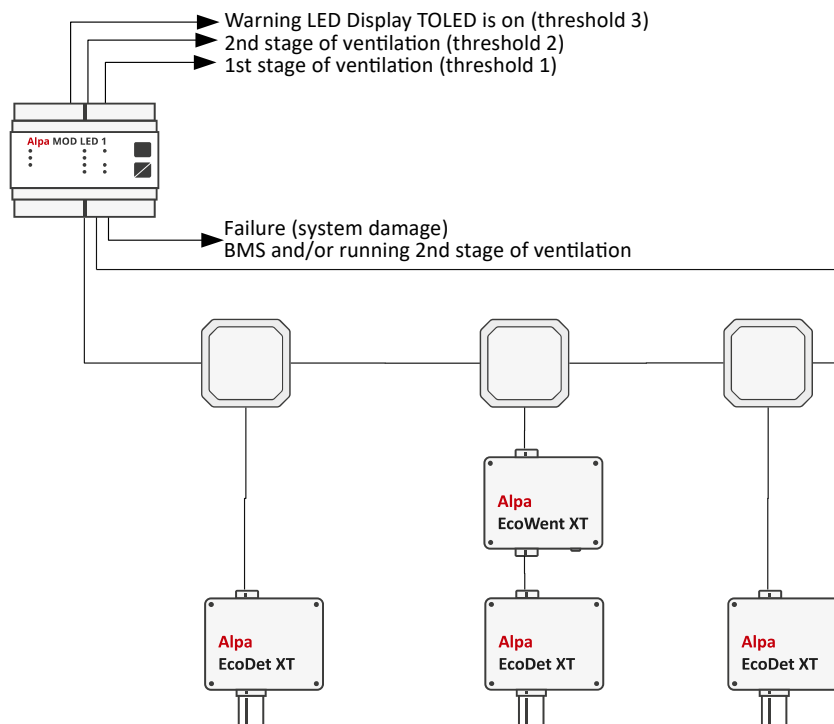 Warning LED Display TOLED is on (threshold 3)
2nd stage of ventilation (threshold 2)
1st stage of ventilation (threshold 1)
Alpa MOD LED 1
Failure (system damage)
BMS and/or running 2nd stage of ventilation
Alpa
EcoWent XT
Alpa
EcoDet XT
Alpa
EcoDet XT
Alpa
EcoDet XT